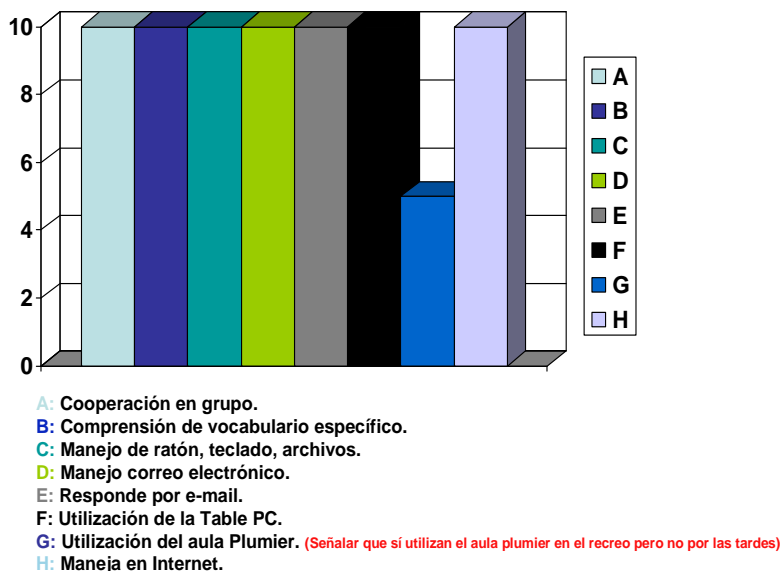 10
8
6
4
2
0
A
B
C
D
E
F
G
H
A: Cooperación en grupo.
B: Comprensión de vocabulario específico.
C: Manejo de ratón, teclado, archivos.
D: Manejo correo electrónico.
E: Responde por e-mail.
F: Utilización de la Table PC.
G: Utilización del aula Plumier. (Señalar que sí utilizan el aula plumier en el recreo pero no por las tardes)
H: Maneja en Internet.